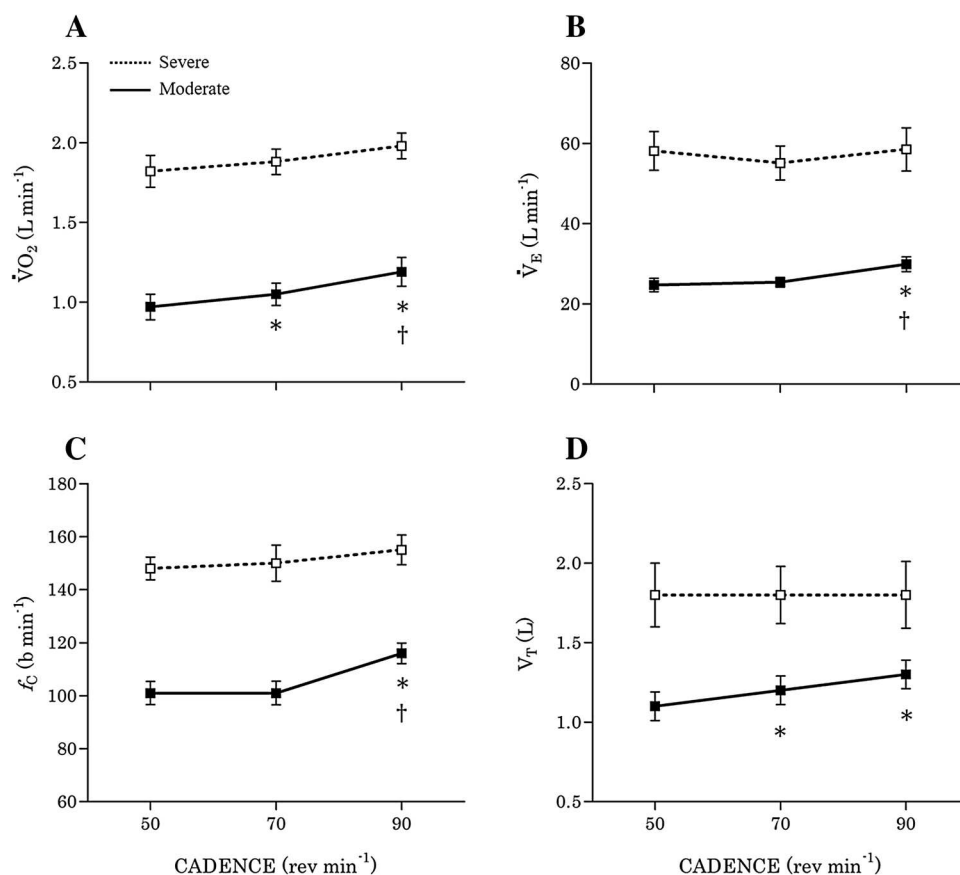 A
Severe
Moderate
2.5
2.0
1.5
1.0
0.5
V̇O₂ (L min⁻¹)
*
*
†
B
80
60
40
20
0
V̇E (L min⁻¹)
*
†
C
180
160
140
120
100
80
60
fC (b min⁻¹)
*
†
50 70 90
CADENCE (rev min⁻¹)
D
2.5
2.0
1.5
1.0
0.5
VT (L)
*
*
50 70 90
CADENCE (rev min⁻¹)